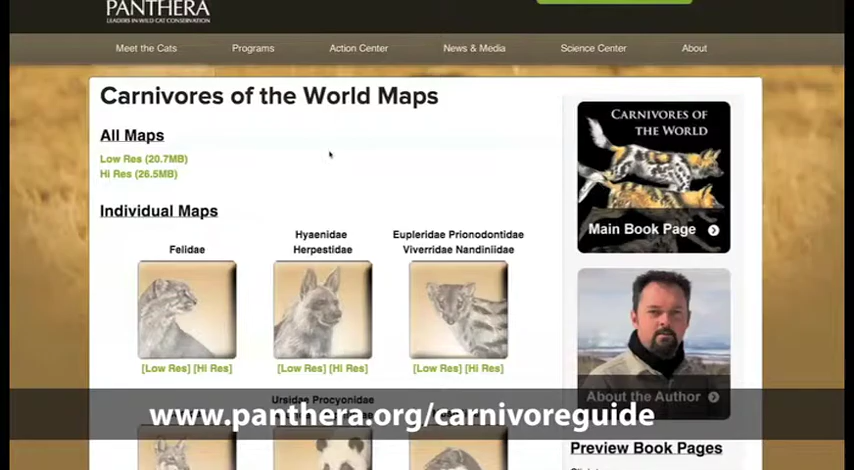 PANTHERA
LEADERS IN WILD CAT CONSERVATION
Meet the Cats Programs Action Center News & Media Science Center About
Carnivores of the World Maps
All Maps
Low Res (20.7MB)
Hi Res (26.5MB)
Individual Maps
Felidae
Hyaenidae
Herpestidae
Eupleridae Prionodontidae
Viverridae Nandiniidae
[Low Res] [Hi Res]
[Low Res] [Hi Res]
[Low Res] [Hi Res]
Ursidae Procyonidae
CARNIVORES OF
THE WORLD
Main Book Page
About the Author
Preview Book Pages
www.panthera.org/carnivoreguide